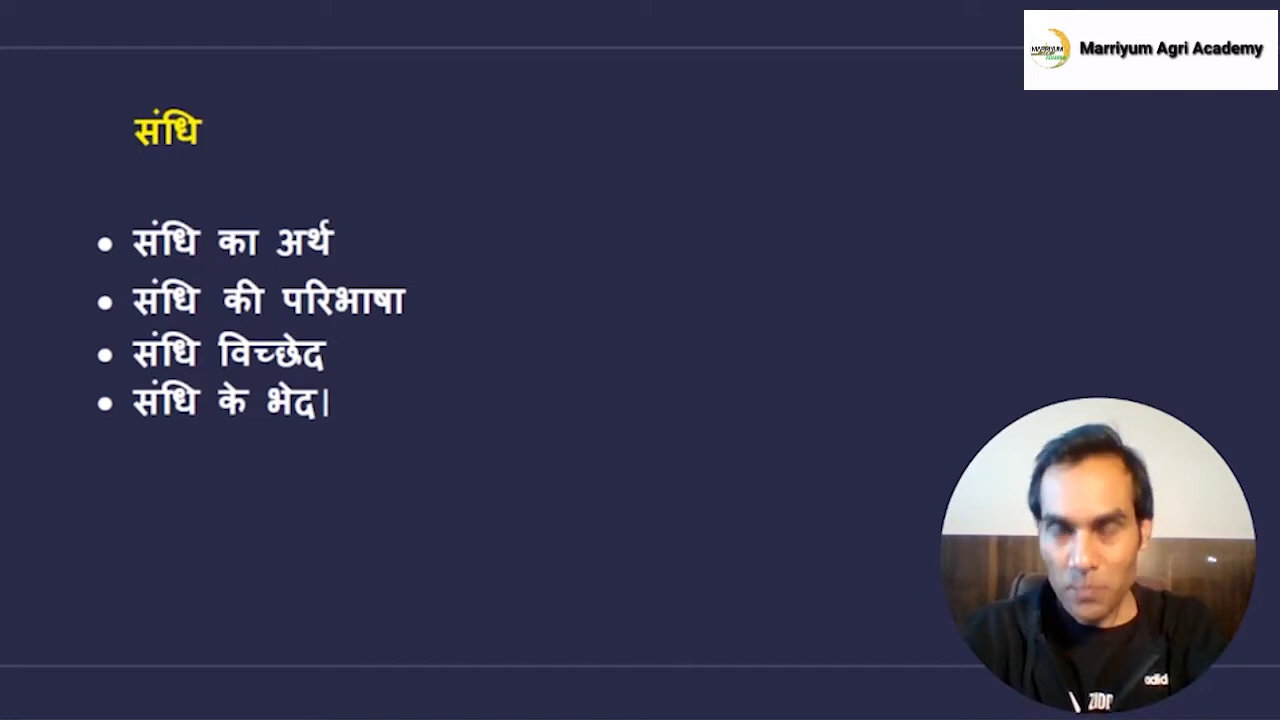 Marriyum Agri Academy
संधि
• संधि का अर्थ
• संधि की परिभाषा
• संधि विच्छेद
• संधि के भेद।